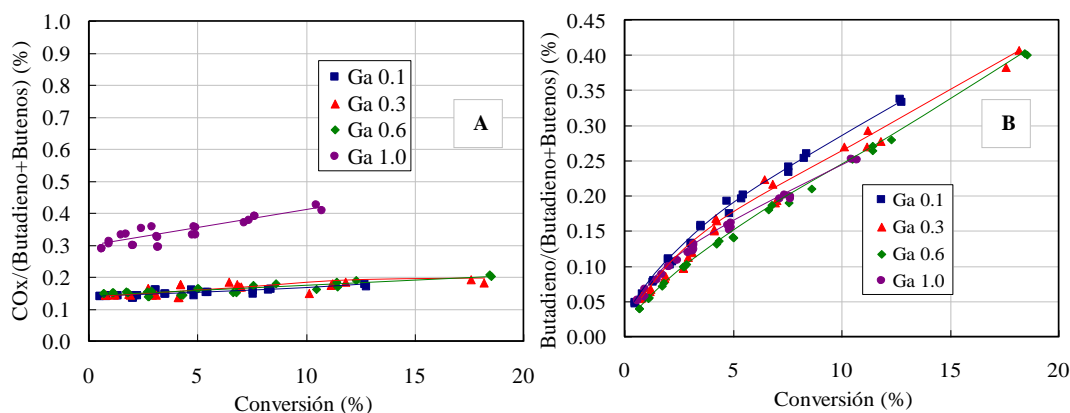 COx/(Butadieno+Butenos) (%)
1.0
0.9
0.8
0.7
0.6
0.5
0.4
0.3
0.2
0.1
0.0
Ga 0.1
Ga 0.3
Ga 0.6
Ga 1.0
A
0 5 10 15 20
Conversión (%)
Butadieno/(Butadieno+Butenos) (%)
0.45
0.40
0.35
0.30
0.25
0.20
0.15
0.10
0.05
0.00
B
Ga 0.1
Ga 0.3
Ga 0.6
Ga 1.0
0 5 10 15 20
Conversión (%)